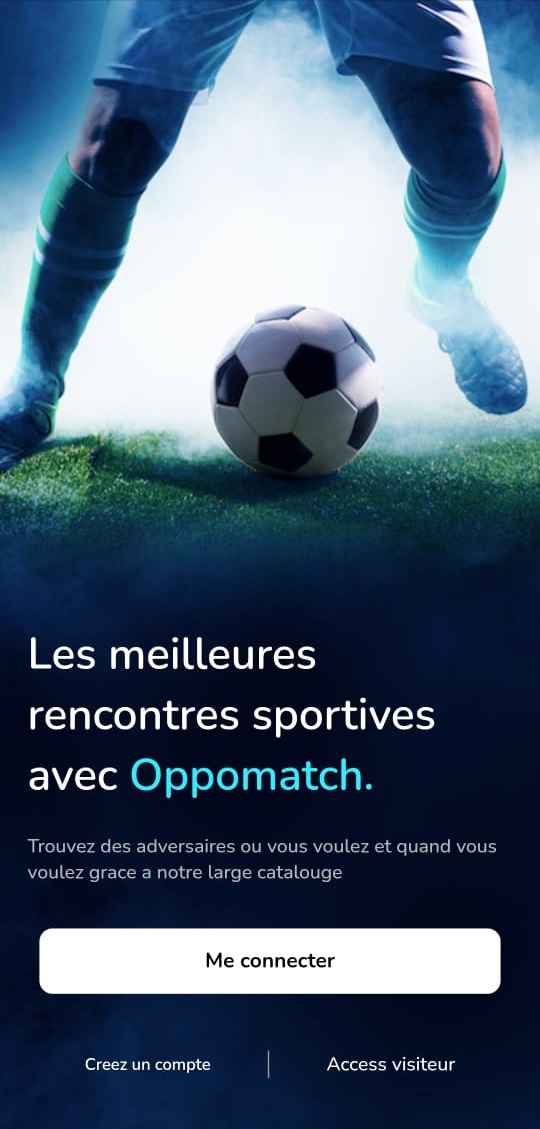 Les meilleures
rencontres sportives
avec Oppomatch.
Trouvez des adversaires ou vous voulez et quand vous
voulez grace a notre large catalouge
Me connecter
Creez un compte
Access visiteur